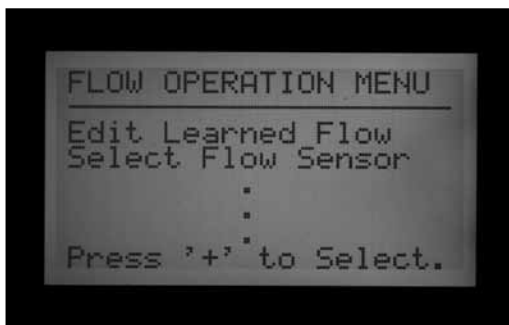 FLOW OPERATION MENU
Edit Learned Flow
Select Flow Sensor
.
.
.
Press '+' to Select.